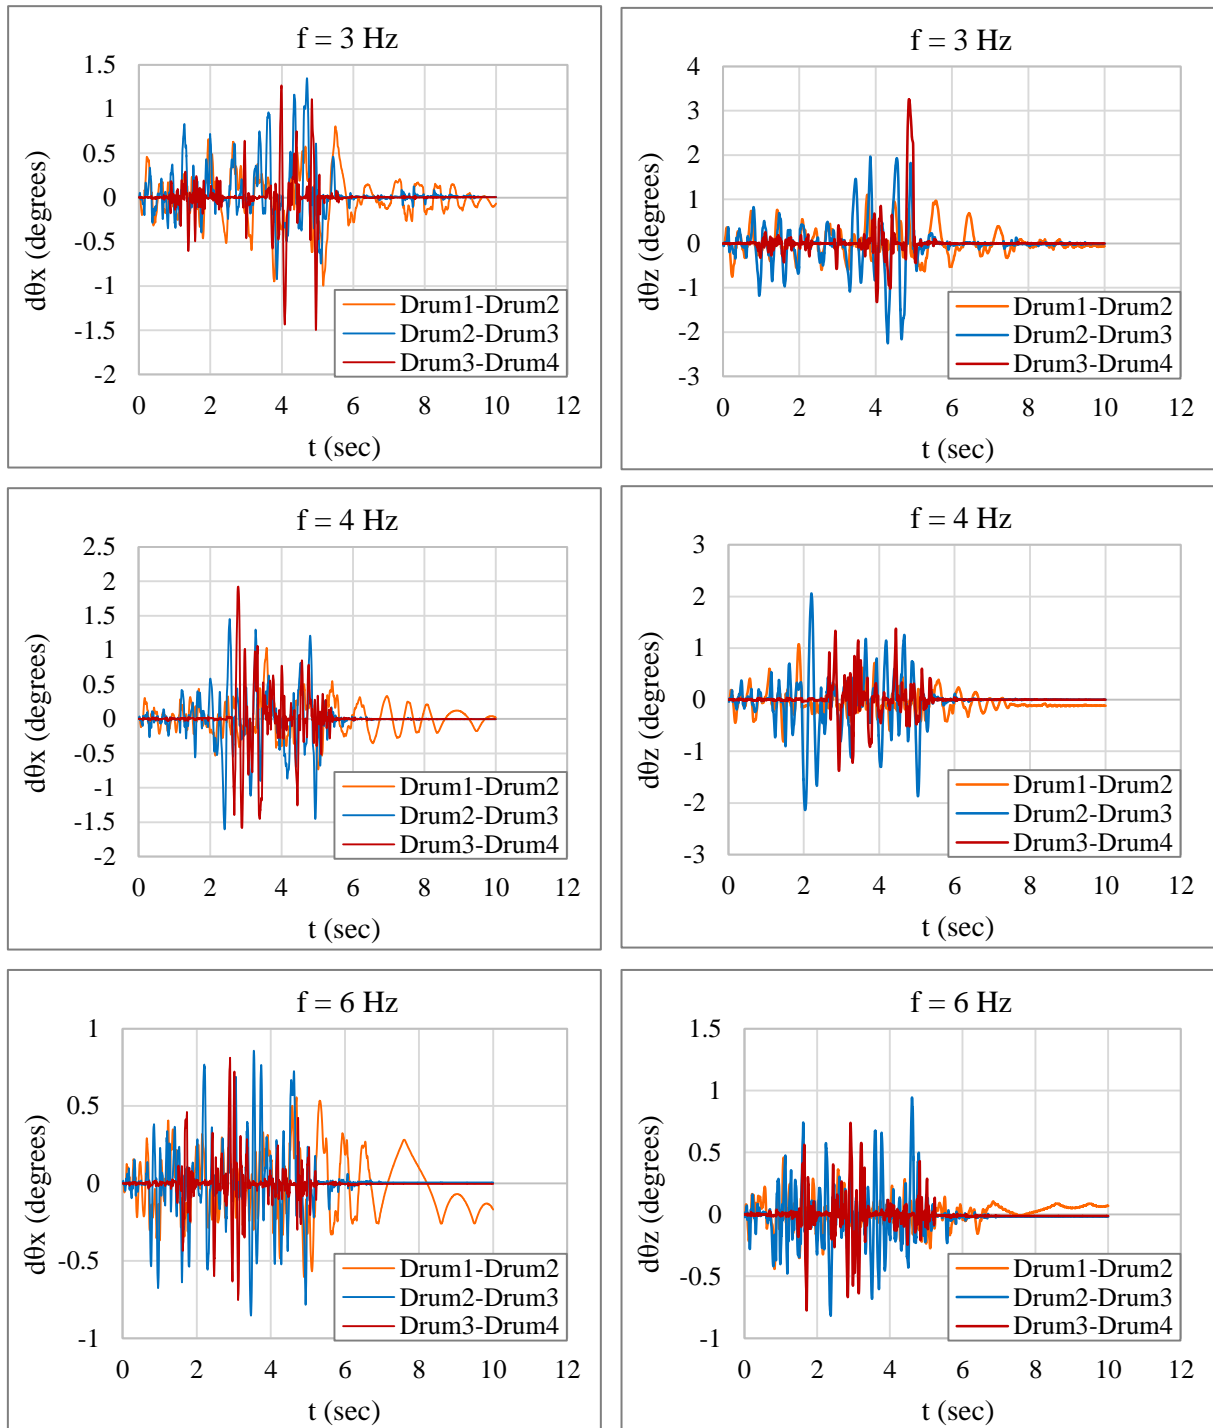 f = 3 Hz
1.5
1
0.5
0
-0.5
-1
-1.5
-2
dθx (degrees)
Drum1-Drum2
Drum2-Drum3
Drum3-Drum4
0 2 4 6 8 10 12
t (sec)
f = 3 Hz
4
3
2
1
0
-1
-2
-3
dθz (degrees)
Drum1-Drum2
Drum2-Drum3
Drum3-Drum4
0 2 4 6 8 10 12
t (sec)
f = 4 Hz
2.5
2
1.5
1
0.5
0
-0.5
-1
-1.5
-2
dθx (degrees)
Drum1-Drum2
Drum2-Drum3
Drum3-Drum4
0 2 4 6 8 10 12
t (sec)
f = 4 Hz
3
2
1
0
-1
-2
-3
dθz (degrees)
Drum1-Drum2
Drum2-Drum3
Drum3-Drum4
0 2 4 6 8 10 12
t (sec)
f = 6 Hz
1
0.5
0
-0.5
-1
dθx (degrees)
Drum1-Drum2
Drum2-Drum3
Drum3-Drum4
0 2 4 6 8 10 12
t (sec)
f = 6 Hz
1.5
1
0.5
0
-0.5
-1
dθz (degrees)
Drum1-Drum2
Drum2-Drum3
Drum3-Drum4
0 2 4 6 8 10 12
t (sec)